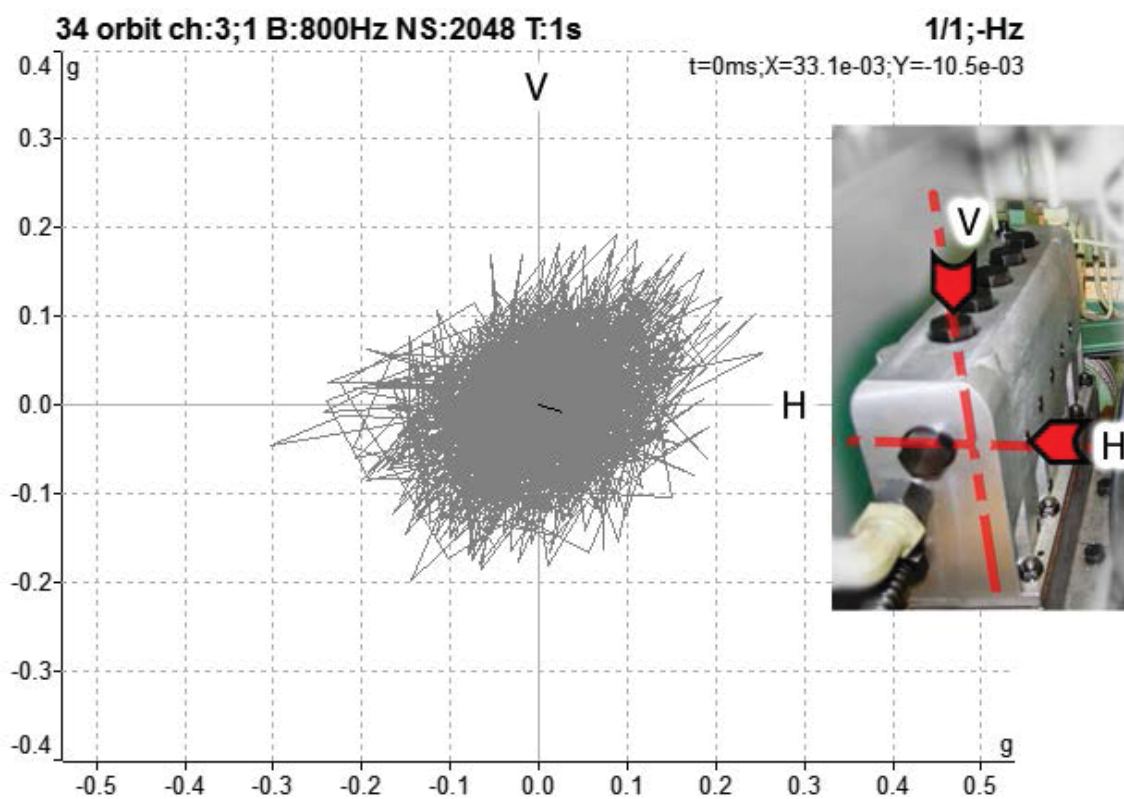 34 orbit ch:3;1 B:800Hz NS:2048 T:1s 1/1;-Hz
t=0ms;X=33.1e-03;Y=-10.5e-03
0.4 g
V
0.3
0.2
V
0.1
0.0
H
H
-0.1
-0.2
-0.3
-0.4
g
-0.5 -0.4 -0.3 -0.2 -0.1 0.0 0.1 0.2 0.3 0.4 0.5